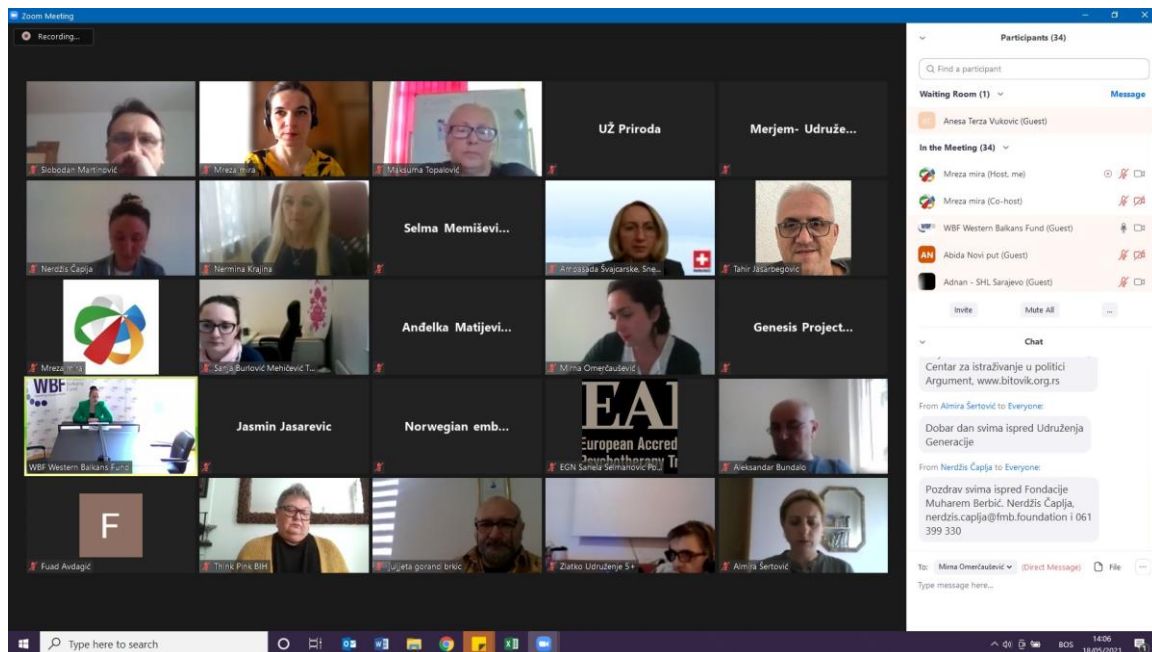 Zoom Meeting
Recording...
Slobodan Martinović
Mreza mira
Maksuma Topalović
UŽ Priroda
Merjem- Udruže...
Nerdžis Čaplja
Nermina Krajina
Selma Memiševi...
Ambasada Švajcarske, Sne...
Tahir Jasarbegovic
Mreza mira
Sanja Burlović Mehičević T...
Anđelka Matijevi...
Mirna Omerčaušević
Genesis Project...
WBF
WBF Western Balkans Fund
Jasmin Jasarevic
Norwegian emb...
EAP
European Accred
Psychotherapy Tr
EGN Sanela Selmanovic Po...
Aleksandar Bundalo
F
Fuad Avdagić
Think Pink BIH
Julijeta gorand brkic
Zlatko Udruženje 5+
Almira Šertović
Participants (34)
Find a participant
Waiting Room (1)
Message
Anesa Terza Vukovic (Guest)
In the Meeting (34)
Mreza mira (Host, me)
Mreza mira (Co-host)
WBF Western Balkans Fund (Guest)
AN
Abida Novi put (Guest)
Adnan - SHL Sarajevo (Guest)
Invite
Mute All
...
Chat
Centar za istraživanje u politici
Argument, www.bitovik.org.rs
From Almira Šertović to Everyone:
Dobar dan svima ispred Udruženja
Generacije
From Nerdžis Čaplja to Everyone:
Pozdrav svima ispred Fondacije
Muharem Berbić. Nerdžis Čaplja,
nerdzis.caplja@fmb.foundation i 061
399 330
To: Mirna Omerčaušević (Direct Message) File
Type message here...
Type here to search
BOS
14:06
18/05/2021